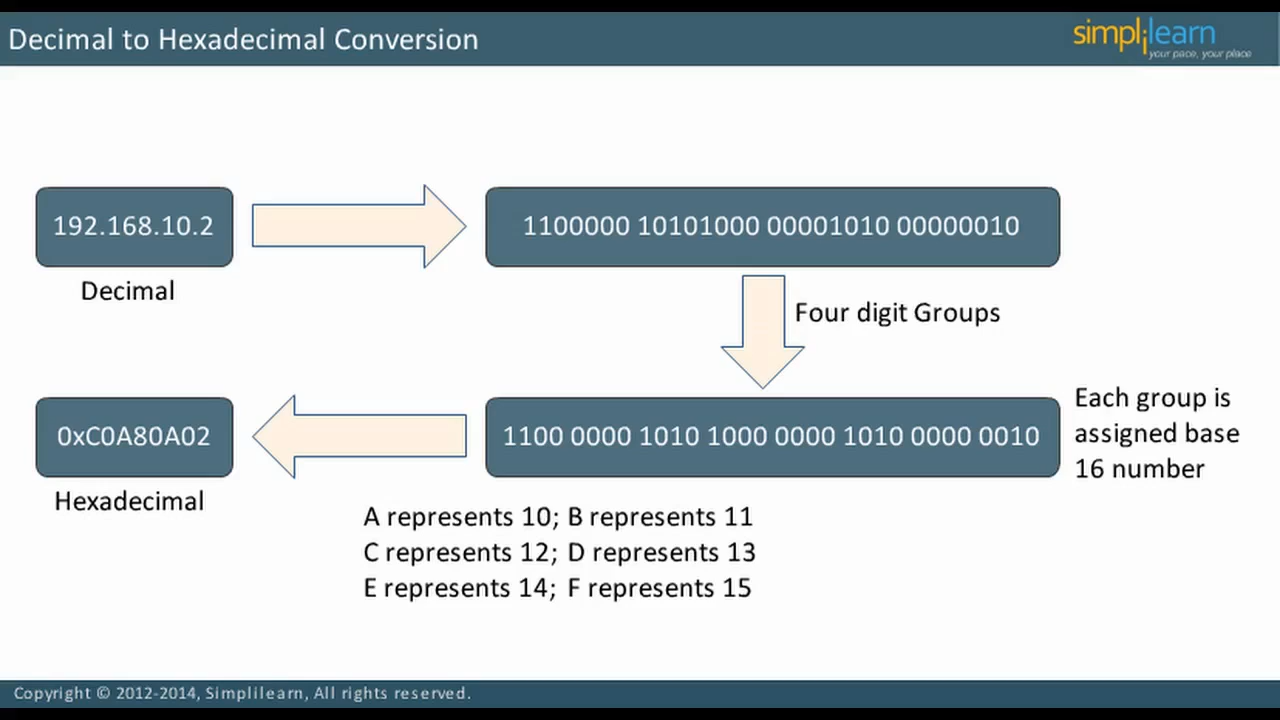 Decimal to Hexadecimal Conversion
simplilearn
your pace, your place
192.168.10.2
1100000 10101000 00001010 00000010
Decimal
Four digit Groups
Each group is
assigned base
16 number
0xC0A80A02
1100 0000 1010 1000 0000 1010 0000 0010
Hexadecimal
A represents 10; B represents 11
C represents 12; D represents 13
E represents 14; F represents 15
Copyright © 2012-2014, Simplilearn, All rights reserved.